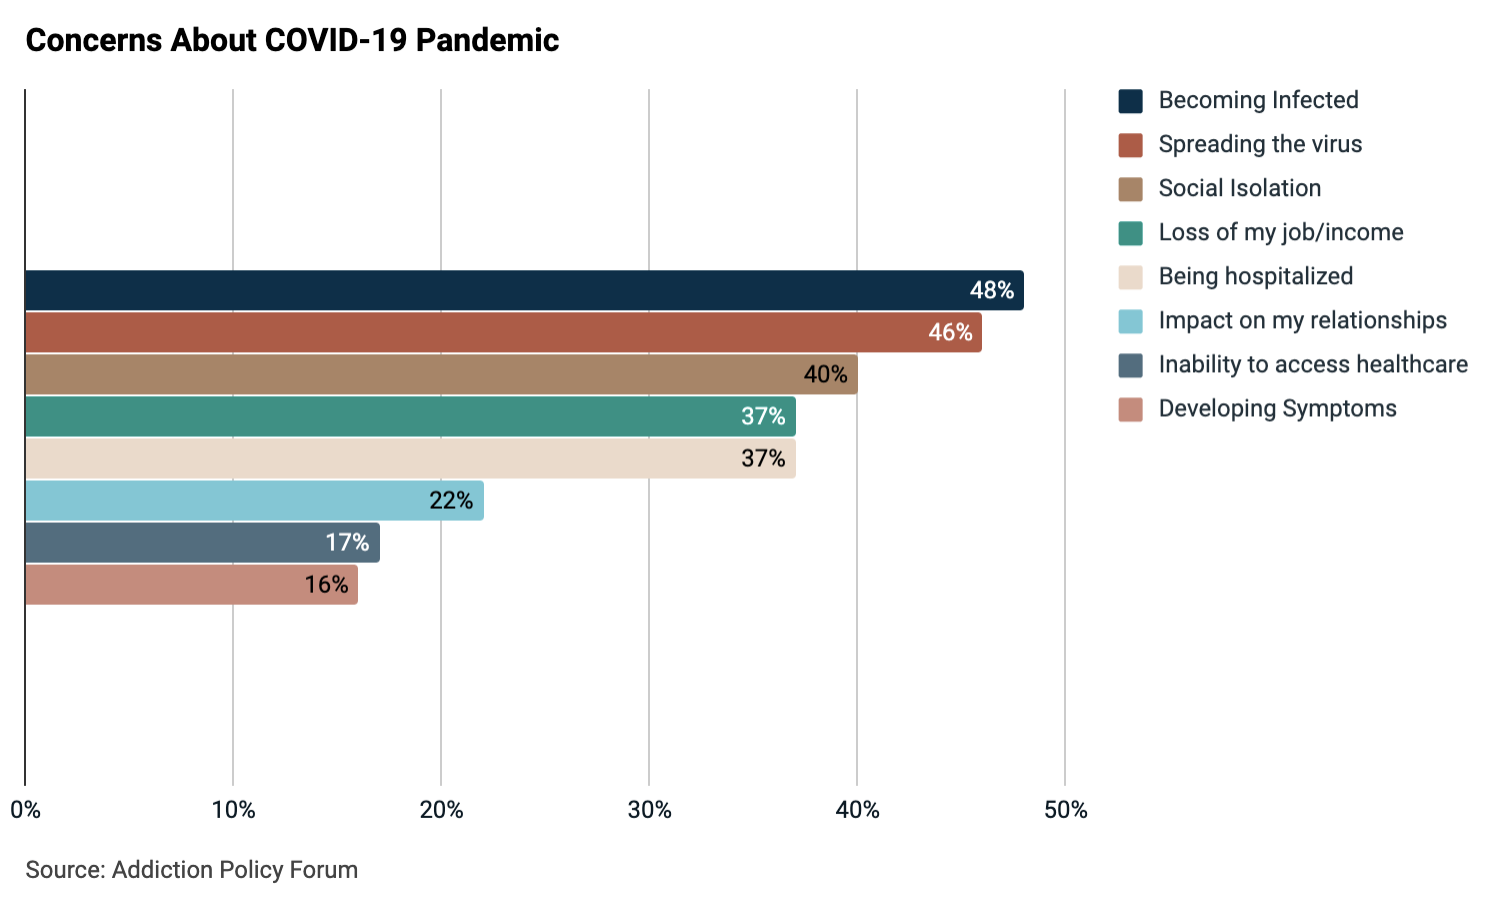 Concerns About COVID-19 Pandemic
Becoming Infected
Spreading the virus
Social Isolation
Loss of my job/income
Being hospitalized
Impact on my relationships
Inability to access healthcare
Developing Symptoms
48%
46%
40%
37%
37%
22%
17%
16%
0% 10% 20% 30% 40% 50%
Source: Addiction Policy Forum